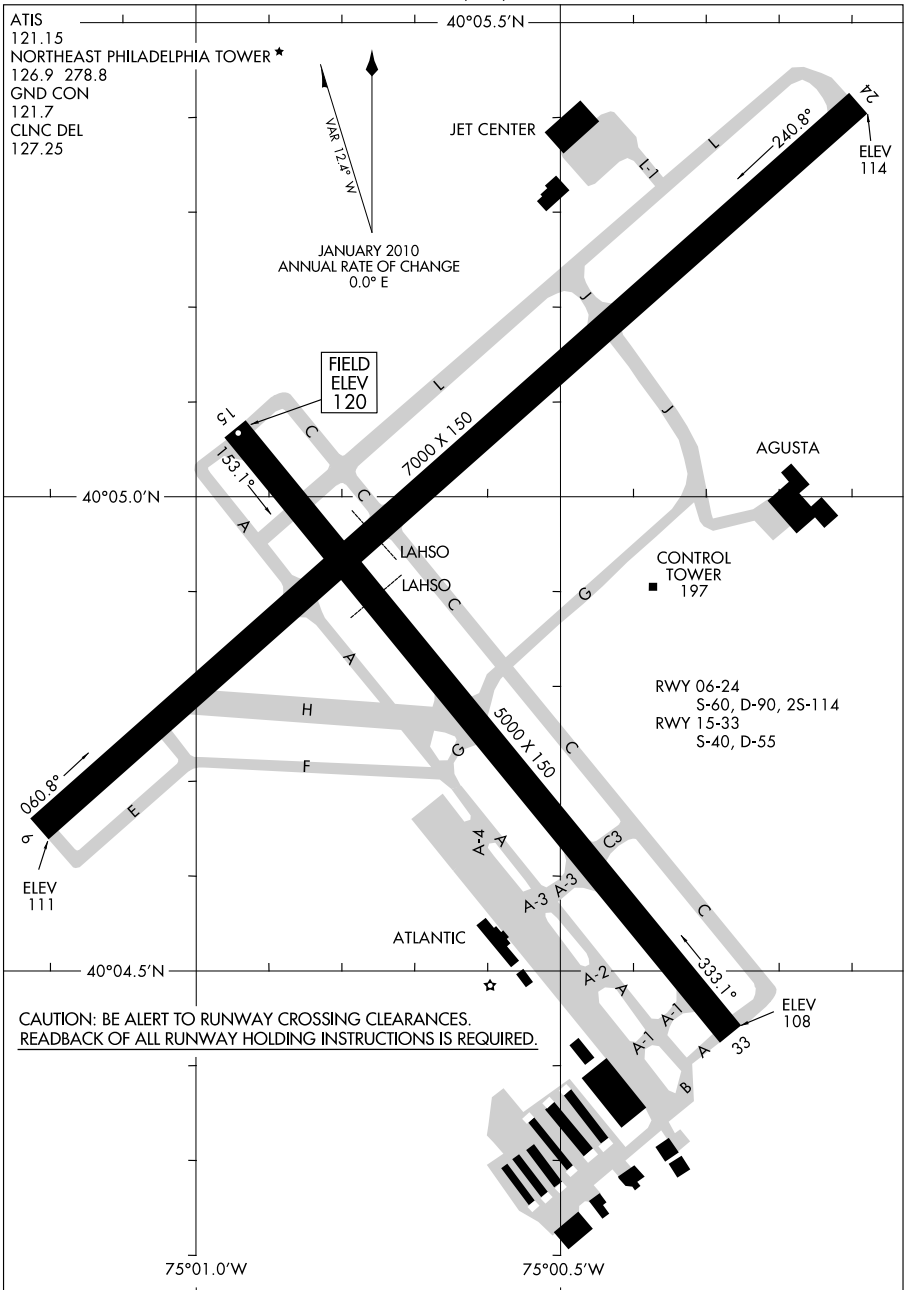 ATIS
121.15
NORTHEAST PHILADELPHIA TOWER★
126.9 278.8
GND CON
121.7
CLNC DEL
127.25
40°05.5'N
VAR 12.4° W
JANUARY 2010
ANNUAL RATE OF CHANGE
0.0° E
JET CENTER
L-1
L
240.8°
24
ELEV
114
J
L
FIELD
ELEV
120
15
C
153.1°
7000 X 150
J
AGUSTA
40°05.0'N
C
A
LAHSO
LAHSO
CONTROL
TOWER
197
G
C
A
RWY 06-24
S-60, D-90, 2S-114
RWY 15-33
S-40, D-55
H
5000 X 150
G
C
F
060.8°
E
6
ELEV
111
A-4
A
C3
A-3
A-3
C
ATLANTIC
40°04.5'N
A-2
A
333.1°
ELEV
108
A-1
A-1
A
33
B
CAUTION: BE ALERT TO RUNWAY CROSSING CLEARANCES.
READBACK OF ALL RUNWAY HOLDING INSTRUCTIONS IS REQUIRED.
75°01.0'W
75°00.5'W